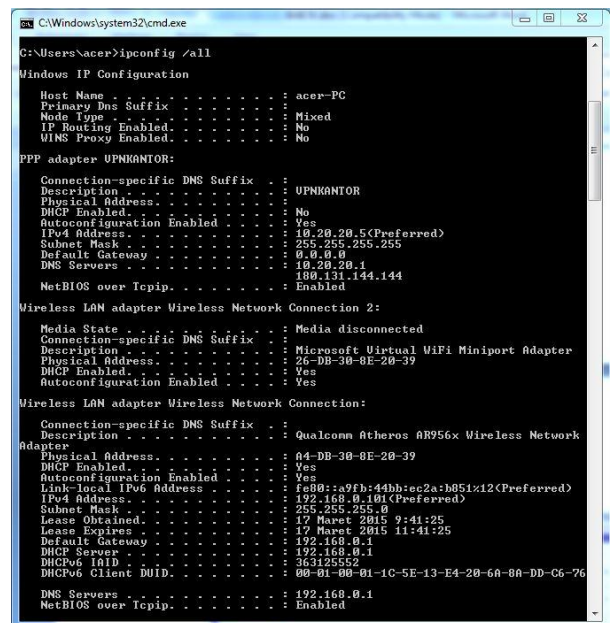 C:\Windows\system32\cmd.exe
C:\Users\acer>ipconfig /all
Windows IP Configuration
Host Name . . . . . . . . . . . . : acer-PC
Primary Dns Suffix . . . . . . . :
Node Type . . . . . . . . . . . . : Mixed
IP Routing Enabled. . . . . . . . : No
WINS Proxy Enabled. . . . . . . . : No
PPP adapter VPNKANTOR:
Connection-specific DNS Suffix . :
Description . . . . . . . . . . . : VPNKANTOR
Physical Address. . . . . . . . . :
DHCP Enabled. . . . . . . . . . . : No
Autoconfiguration Enabled . . . . : Yes
IPv4 Address. . . . . . . . . . . : 10.20.20.5(Preferred)
Subnet Mask . . . . . . . . . . . : 255.255.255.255
Default Gateway . . . . . . . . . : 0.0.0.0
DNS Servers . . . . . . . . . . . : 10.20.20.1
180.131.144.144
NetBIOS over Tcpip. . . . . . . . : Enabled
Wireless LAN adapter Wireless Network Connection 2:
Media State . . . . . . . . . . . : Media disconnected
Connection-specific DNS Suffix . :
Description . . . . . . . . . . . : Microsoft Virtual WiFi Miniport Adapter
Physical Address. . . . . . . . . : 26-DB-30-8E-20-39
DHCP Enabled. . . . . . . . . . . : Yes
Autoconfiguration Enabled . . . . : Yes
Wireless LAN adapter Wireless Network Connection:
Connection-specific DNS Suffix . :
Description . . . . . . . . . . . : Qualcomm Atheros AR956x Wireless Network
Adapter
Physical Address. . . . . . . . . : A4-DB-30-8E-20-39
DHCP Enabled. . . . . . . . . . . : Yes
Autoconfiguration Enabled . . . . : Yes
Link-local IPv6 Address . . . . . : fe80::a9fb:44bb:ec2a:b851%12(Preferred)
IPv4 Address. . . . . . . . . . . : 192.168.0.101(Preferred)
Subnet Mask . . . . . . . . . . . : 255.255.255.0
Lease Obtained. . . . . . . . . . : 17 Maret 2015 9:41:25
Lease Expires . . . . . . . . . . : 17 Maret 2015 11:41:25
Default Gateway . . . . . . . . . : 192.168.0.1
DHCP Server . . . . . . . . . . . : 192.168.0.1
DHCPv6 IAID . . . . . . . . . . . : 363125552
DHCPv6 Client DUID. . . . . . . . : 00-01-00-01-1C-5E-13-E4-20-6A-8A-DD-C6-76
DNS Servers . . . . . . . . . . . : 192.168.0.1
NetBIOS over Tcpip. . . . . . . . : Enabled